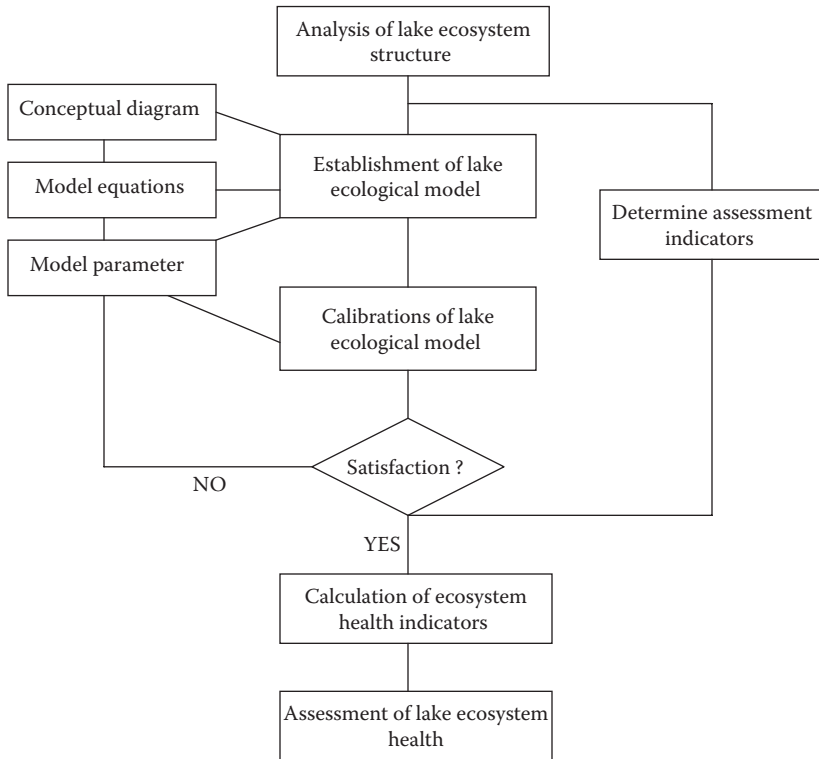 Analysis of lake ecosystem
structure
Conceptual diagram
Establishment of lake
ecological model
Model equations
Determine assessment
indicators
Model parameter
Calibrations of lake
ecological model
Satisfaction ?
NO
YES
Calculation of ecosystem
health indicators
Assessment of lake ecosystem
health